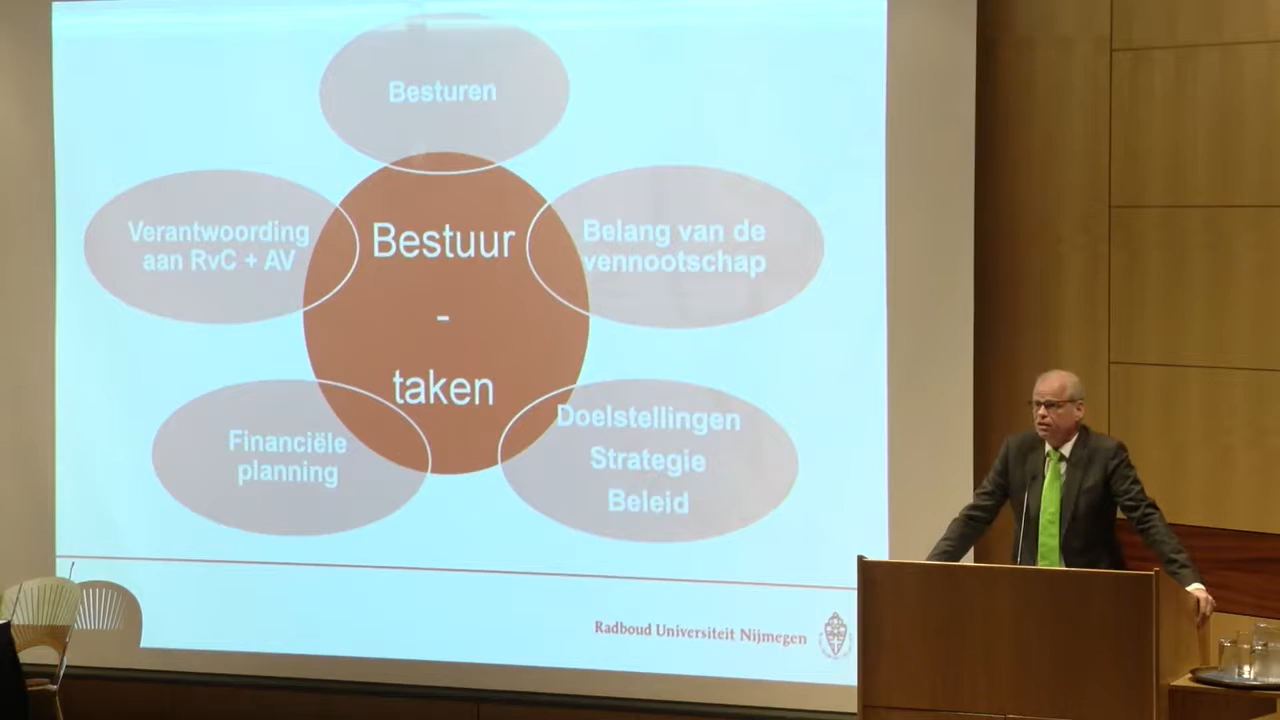 Besturen
Verantwoording
aan RvC + AV
Bestuur
-
taken
Belang van de
vennootschap
Financiële
planning
Doelstellingen
Strategie
Beleid
Radboud Universiteit Nijmegen